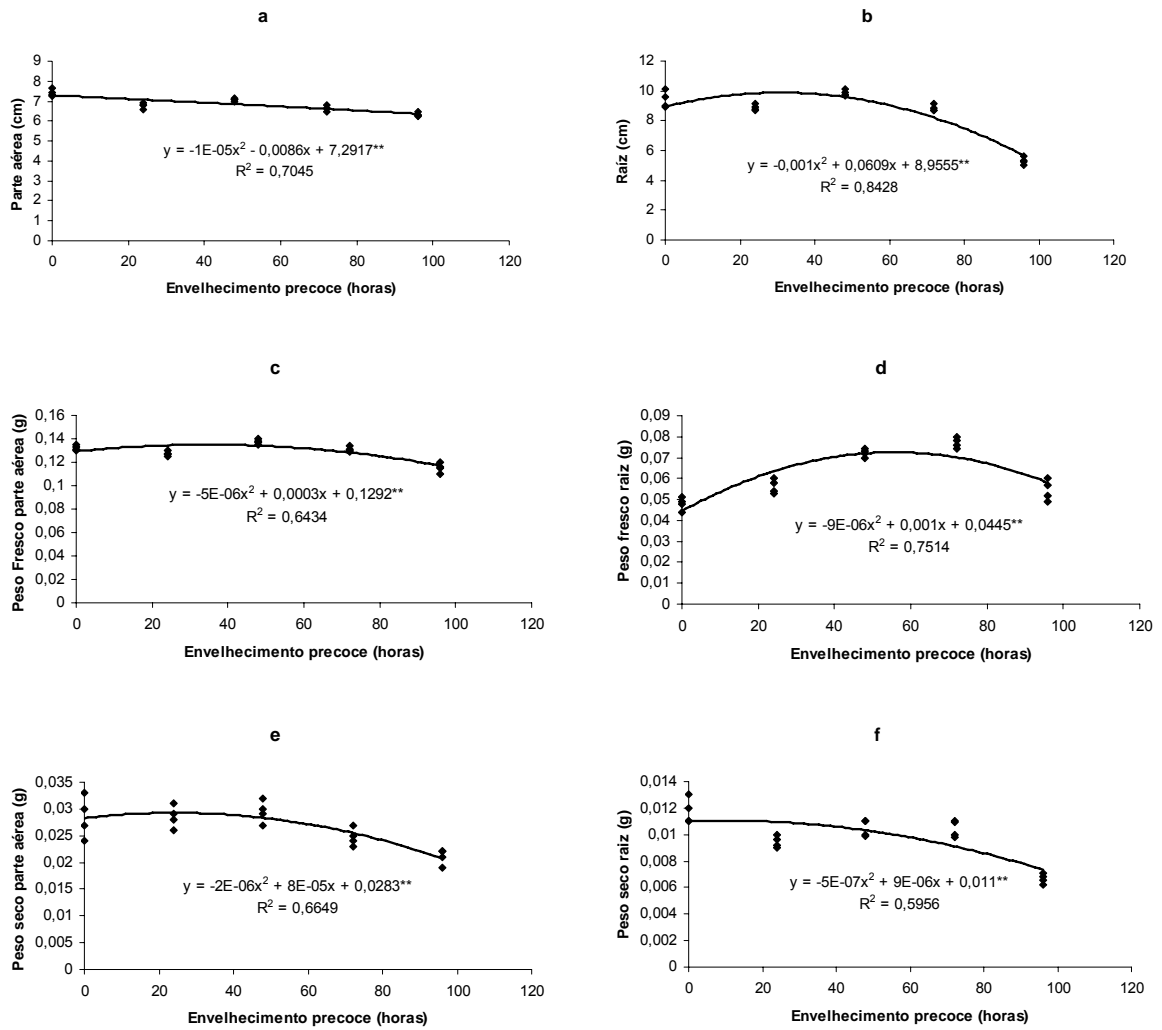 a
9
8
7
6
5
4
3
2
1
0
Parte aérea (cm)
y = -1E-05x² - 0,0086x + 7,2917**
R² = 0,7045
0 20 40 60 80 100 120
Envelhecimento precoce (horas)
b
12
10
8
6
4
2
0
Raíz (cm)
y = -0,001x² + 0,0609x + 8,9555**
R² = 0,8428
0 20 40 60 80 100 120
Envelhecimento precoce (horas)
c
0,16
0,14
0,12
0,1
0,08
0,06
0,04
0,02
0
Peso Fresco parte aérea (g)
y = -5E-06x² + 0,0003x + 0,1292**
R² = 0,6434
0 20 40 60 80 100 120
Envelhecimento precoce (horas)
d
0,09
0,08
0,07
0,06
0,05
0,04
0,03
0,02
0,01
0
Peso fresco raiz (g)
y = -9E-06x² + 0,001x + 0,0445**
R² = 0,7514
0 20 40 60 80 100 120
Envelhecimento precoce (horas)
e
0,035
0,03
0,025
0,02
0,015
0,01
0,005
0
Peso seco parte aérea (g)
y = -2E-06x² + 8E-05x + 0,0283**
R² = 0,6649
0 20 40 60 80 100 120
Envelhecimento precoce (horas)
f
0,014
0,012
0,01
0,008
0,006
0,004
0,002
0
Peso seco raiz (g)
y = -5E-07x² + 9E-06x + 0,011**
R² = 0,5956
0 20 40 60 80 100 120
Envelhecimento precoce (horas)